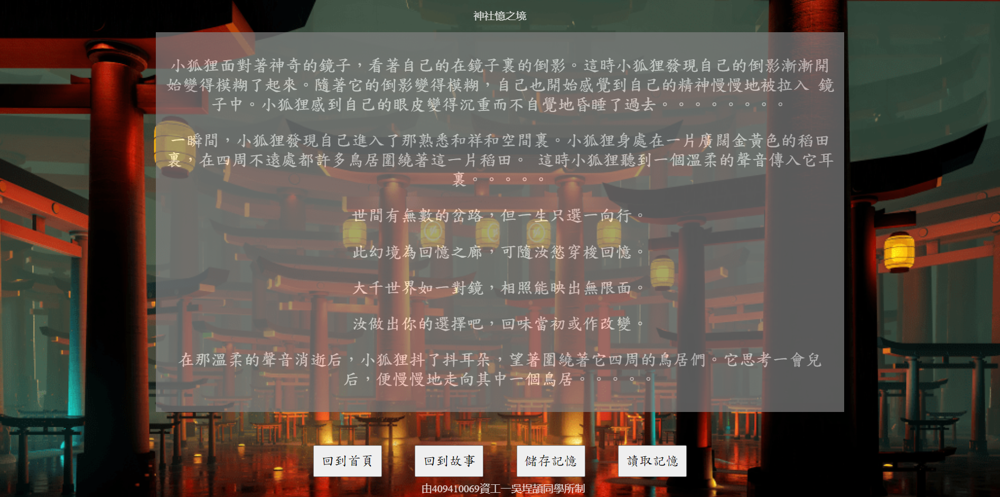 神社憶之境
小狐狸面對著神奇的鏡子，看著自己的在鏡子裏的倒影。這時小狐狸發現自己的倒影漸漸開
始變得模糊了起來。隨著它的倒影變得模糊，自己也開始感覺到自己的精神慢慢地被拉入 鏡
子中。小狐狸感到自己的眼皮變得沉重而不自覺地昏睡了過去。。。。。。。。
一瞬間，小狐狸發現自己進入了那熟悉和祥和空間裏。小狐狸身處在一片廣闊金黃色的稻田
裏，在四周不遠處都許多鳥居圍繞著這一片稻田。 這時小狐狸聽到一個溫柔的聲音傳入它耳
裏。。。。。
世間有無數的岔路，但一生只選一向行。
此幻境為回憶之廊，可隨汝慾穿梭回憶。
大千世界如一對鏡，相照能映出無限面。
汝做出你的選擇吧，回味當初或作改變。
在那溫柔的聲音消逝后，小狐狸抖了抖耳朵，望著圍繞著它四周的鳥居們。它思考一會兒
后，便慢慢地走向其中一個鳥居。。。。。
回到首頁 回到故事 儲存記憶 讀取記憶
由409410069資工一吳埕頡同學所制